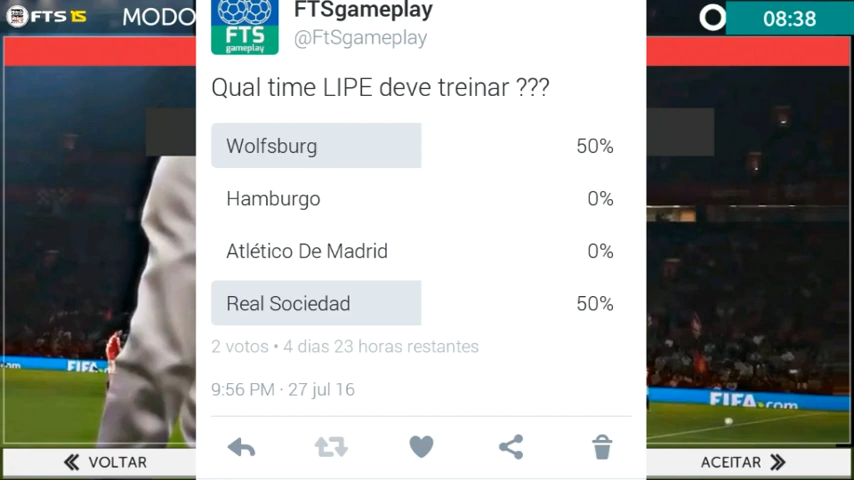 FTS 15
MODO
08:38
FTS
gameplay
FTSgameplay
@FtSgameplay
Qual time LIPE deve treinar ???
Wolfsburg 50%
Hamburgo 0%
Atlético De Madrid 0%
Real Sociedad 50%
2 votos • 4 dias 23 horas restantes
9:56 PM · 27 jul 16
FIFA.
FIFA.com
VOLTAR
ACEITAR